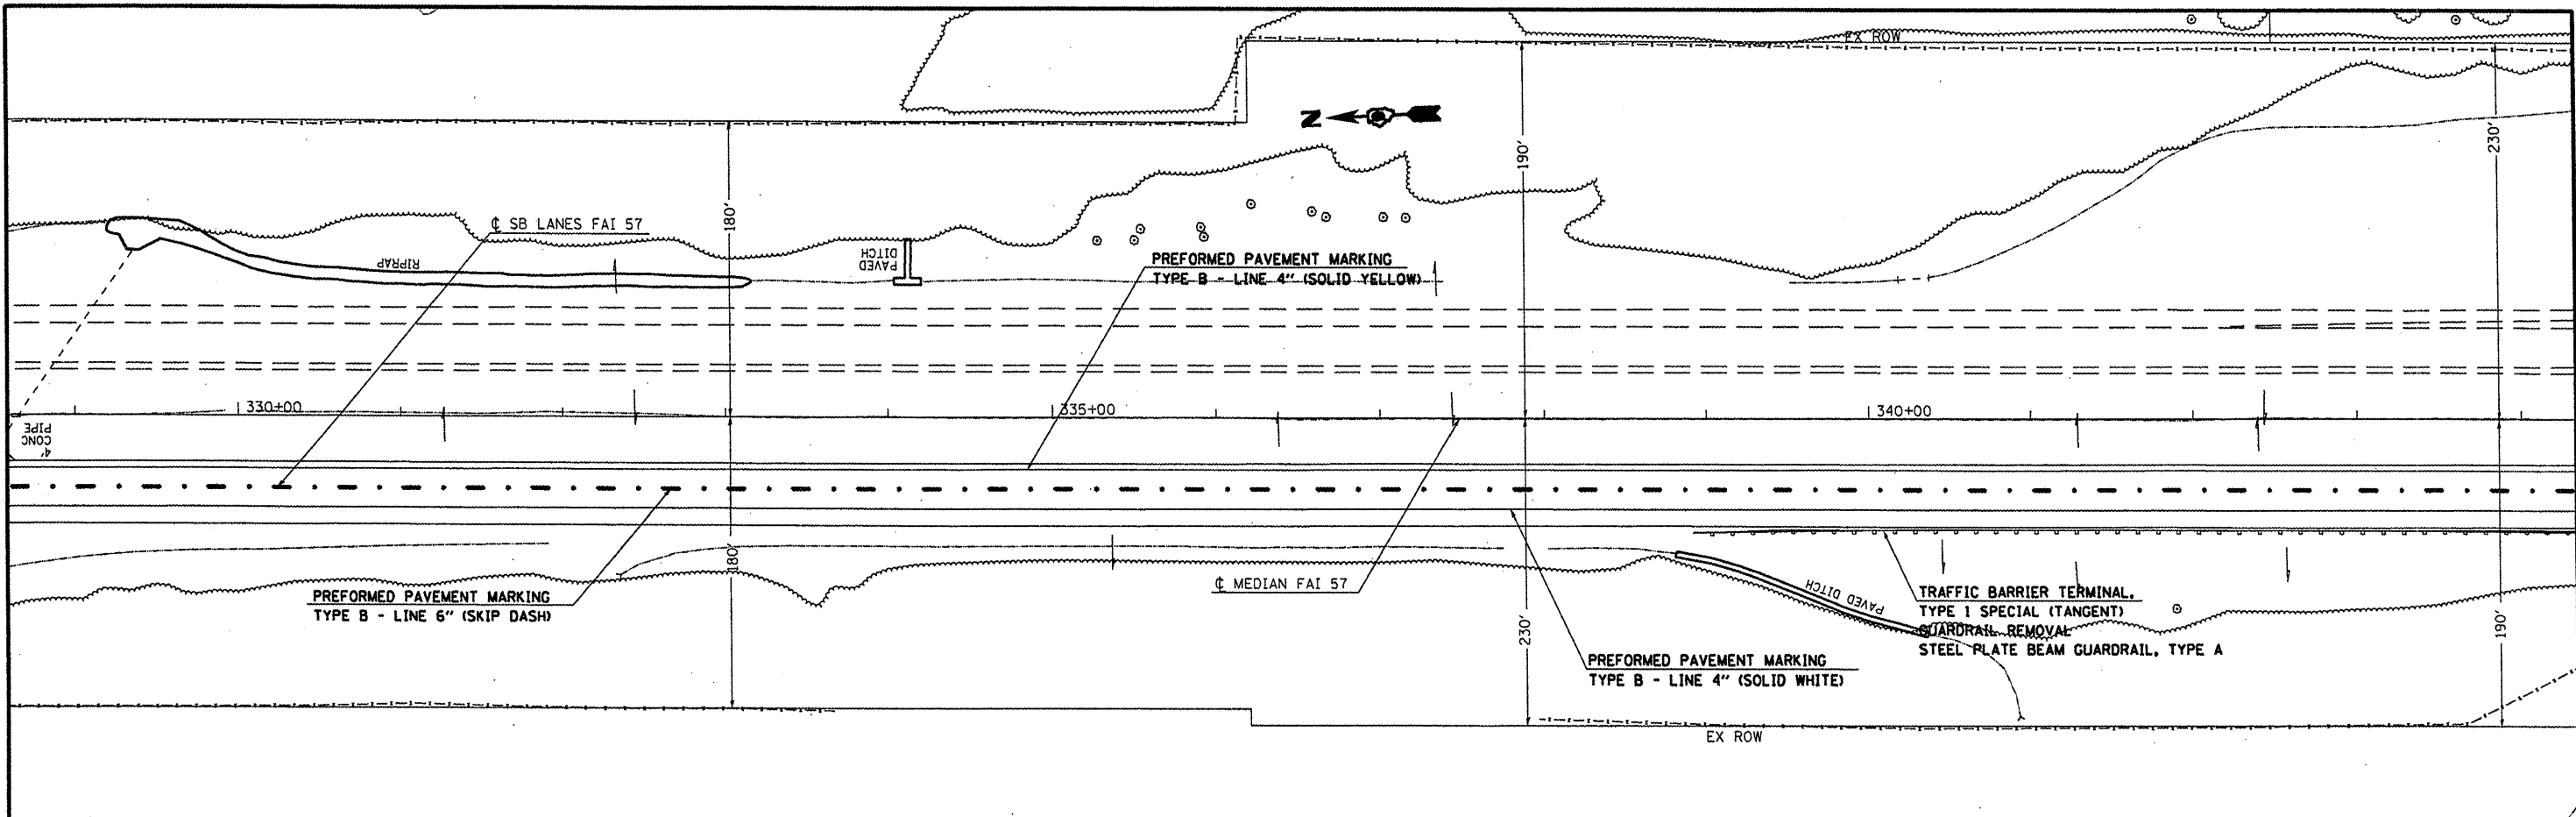 EX ROW
N
190'
230'
180'
℄ SB LANES FAI 57
RIPRAP
PAVED
DITCH
PREFORMED PAVEMENT MARKING
TYPE B - LINE 4" (SOLID YELLOW)
330+00
335+00
340+00
4'
CONC
PIPE
180'
PREFORMED PAVEMENT MARKING
TYPE B - LINE 6" (SKIP DASH)
℄ MEDIAN FAI 57
230'
PREFORMED PAVEMENT MARKING
TYPE B - LINE 4" (SOLID WHITE)
PAVED DITCH
TRAFFIC BARRIER TERMINAL,
TYPE 1 SPECIAL (TANGENT)
GUARDRAIL REMOVAL
STEEL PLATE BEAM GUARDRAIL, TYPE A
190'
EX ROW